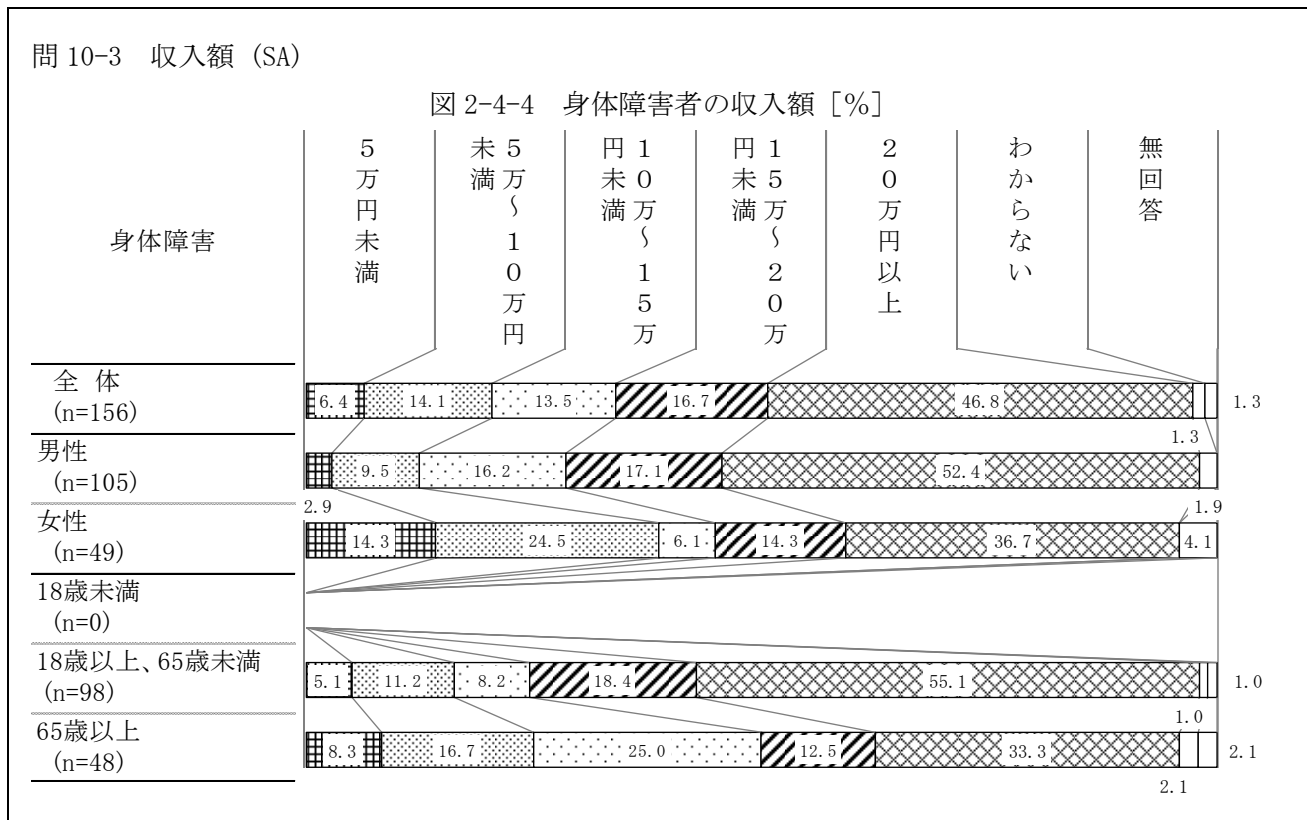 問10-3　収入額（SA）
図2-4-4　身体障害者の収入額［％］
身体障害
５万円未満
５万～１０万円
未満
１０万～１５万
円未満
１５万～２０万
円未満
２０万円以上
わからない
無回答
全 体
(n=156)
6.4 14.1 13.5 16.7 46.8 1.3
1.3
男性
(n=105)
9.5 16.2 17.1 52.4
2.9 1.9
女性
(n=49)
14.3 24.5 6.1 14.3 36.7 4.1
18歳未満
(n=0)
18歳以上、65歳未満
(n=98)
5.1 11.2 8.2 18.4 55.1 1.0
1.0
65歳以上
(n=48)
8.3 16.7 25.0 12.5 33.3 2.1
2.1